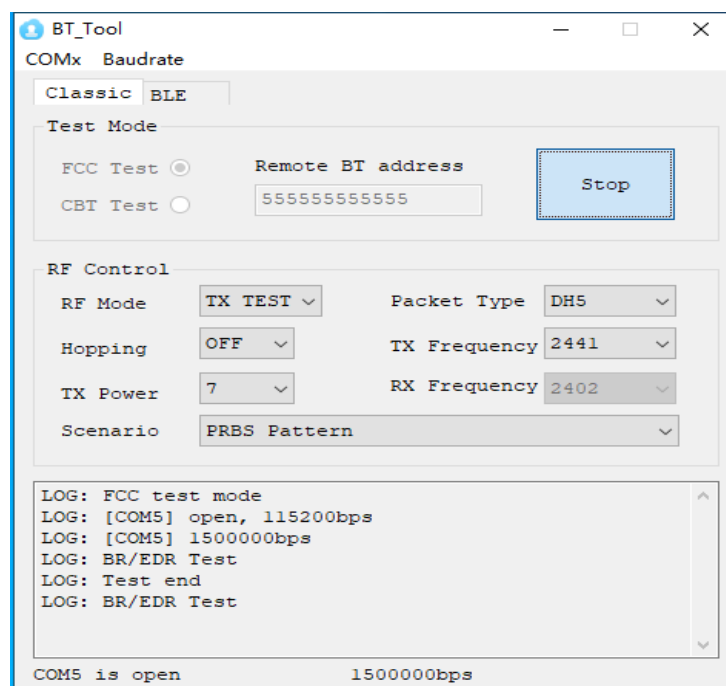 BT_Tool
COMx Baudrate
Classic BLE
Test Mode
FCC Test Remote BT address
Stop
CBT Test 555555555555
RF Control
RF Mode TX TEST Packet Type DH5
Hopping OFF TX Frequency 2441
TX Power 7 RX Frequency 2402
Scenario PRBS Pattern
LOG: FCC test mode
LOG: [COM5] open, 115200bps
LOG: [COM5] 1500000bps
LOG: BR/EDR Test
LOG: Test end
LOG: BR/EDR Test
COM5 is open 1500000bps